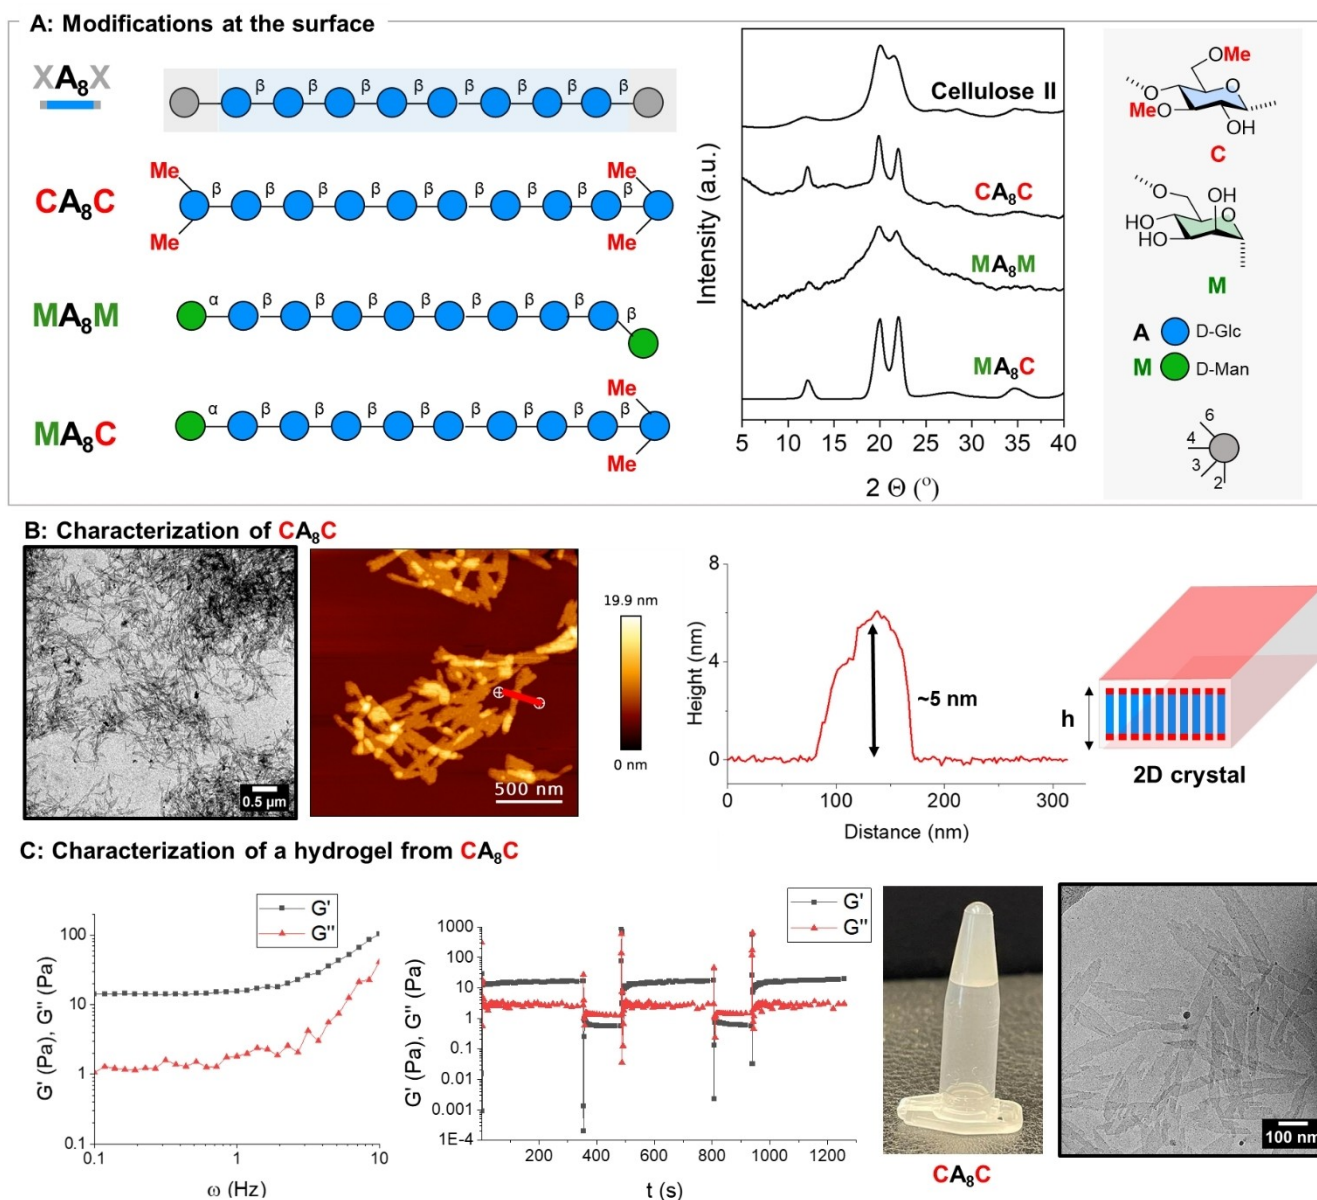 A: Modifications at the surface
XA₈X
β β β β β β β β
CA₈C
Me Me
β β β β β β β β β
Me Me
MA₈M
α β β β β β β β β
MA₈C
Me
α β β β β β β β β
Me
Intensity (a.u.)
Cellulose II
CA₈C
MA₈M
MA₈C
5 10 15 20 25 30 35 40
2 Θ (°)
OMe
O
O
MeO
OH
C
O
OH
HO
O
HO
M
A D-Glc
M D-Man
6
4
3
2
B: Characterization of CA₈C
0.5 µm
500 nm
19.9 nm
0 nm
Height (nm)
8
4
0
~5 nm
0 100 200 300
Distance (nm)
h
2D crystal
C: Characterization of a hydrogel from CA₈C
G'
G''
G' (Pa), G'' (Pa)
100
10
1
0.1
0.1 1 10
ω (Hz)
G'
G''
G' (Pa), G'' (Pa)
1000
100
10
1
0.1
0.01
0.001
1E-4
200 400 600 800 1000 1200
t (s)
CA₈C
100 nm